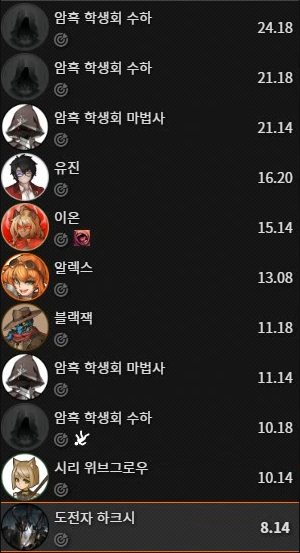 암흑 학생회 수하
24.18
암흑 학생회 수하
21.18
암흑 학생회 마법사
21.14
유진
16.20
이온
15.14
알렉스
13.08
블랙잭
11.18
암흑 학생회 마법사
11.14
암흑 학생회 수하
10.18
시리 위브그로우
10.14
도전자 하크시
8.14